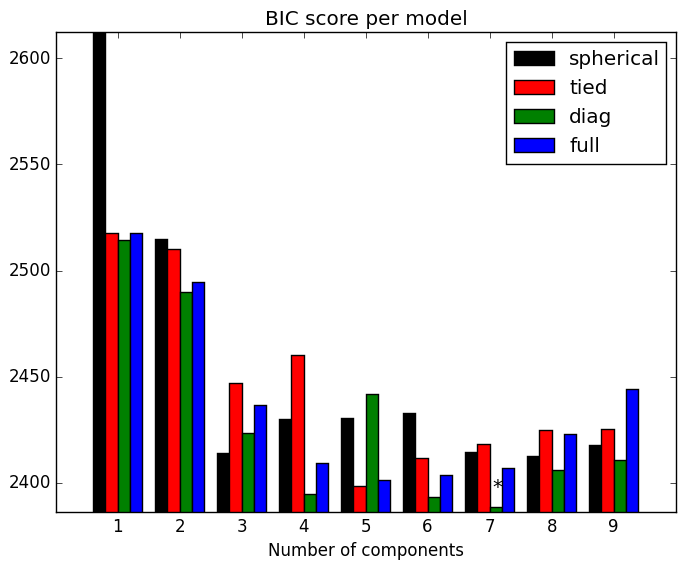 BIC score per model
2600
2550
2500
2450
2400
spherical
tied
diag
full
*
1 2 3 4 5 6 7 8 9
Number of components